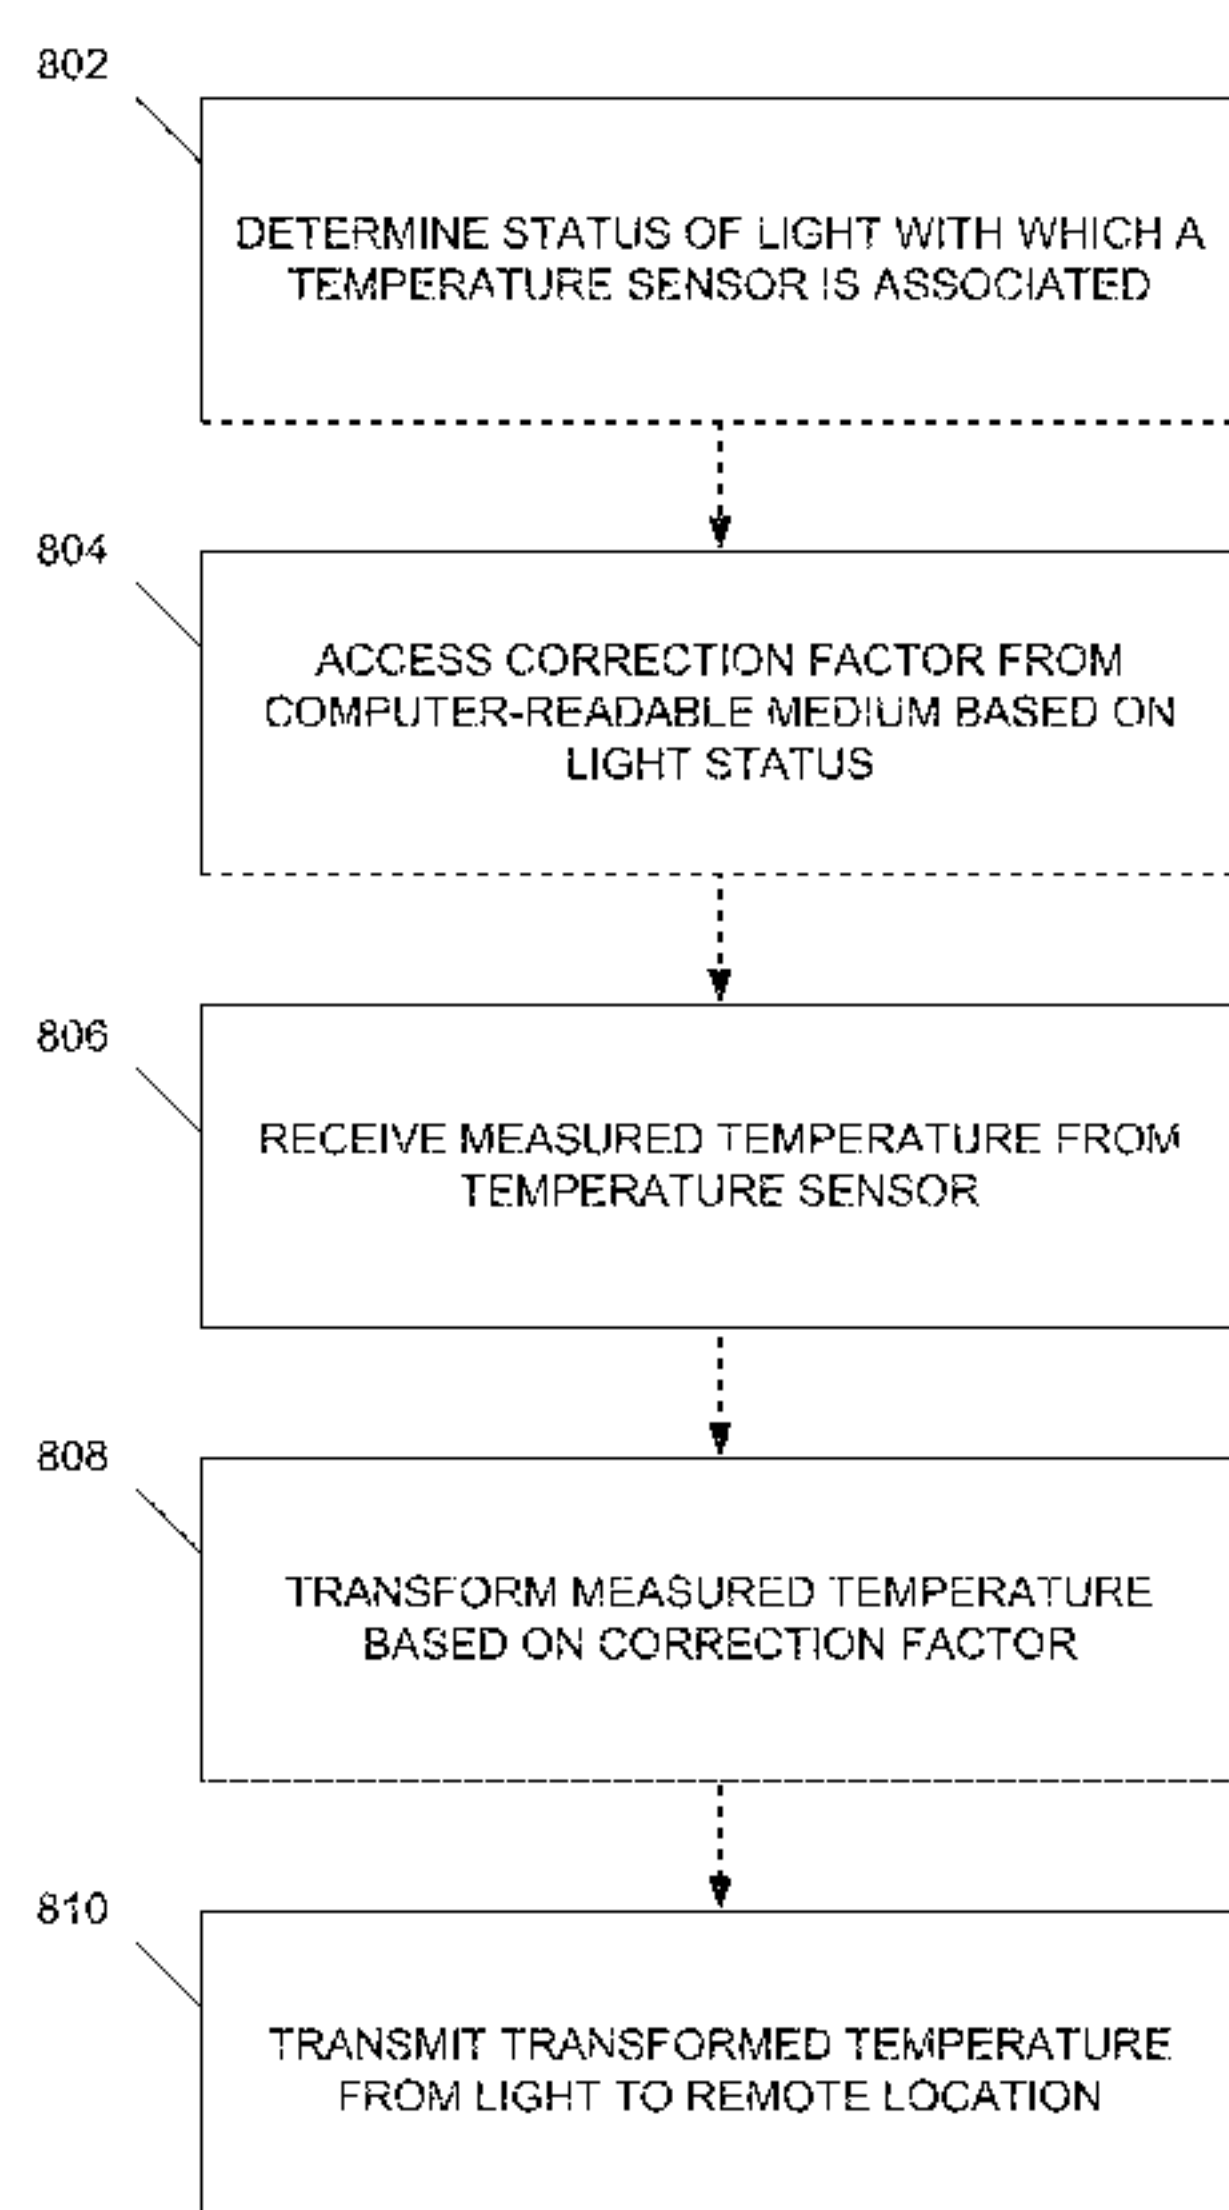 802
DETERMINE STATUS OF LIGHT WITH WHICH A
TEMPERATURE SENSOR IS ASSOCIATED
804
ACCESS CORRECTION FACTOR FROM
COMPUTER-READABLE MEDIUM BASED ON
LIGHT STATUS
806
RECEIVE MEASURED TEMPERATURE FROM
TEMPERATURE SENSOR
808
TRANSFORM MEASURED TEMPERATURE
BASED ON CORRECTION FACTOR
810
TRANSMIT TRANSFORMED TEMPERATURE
FROM LIGHT TO REMOTE LOCATION